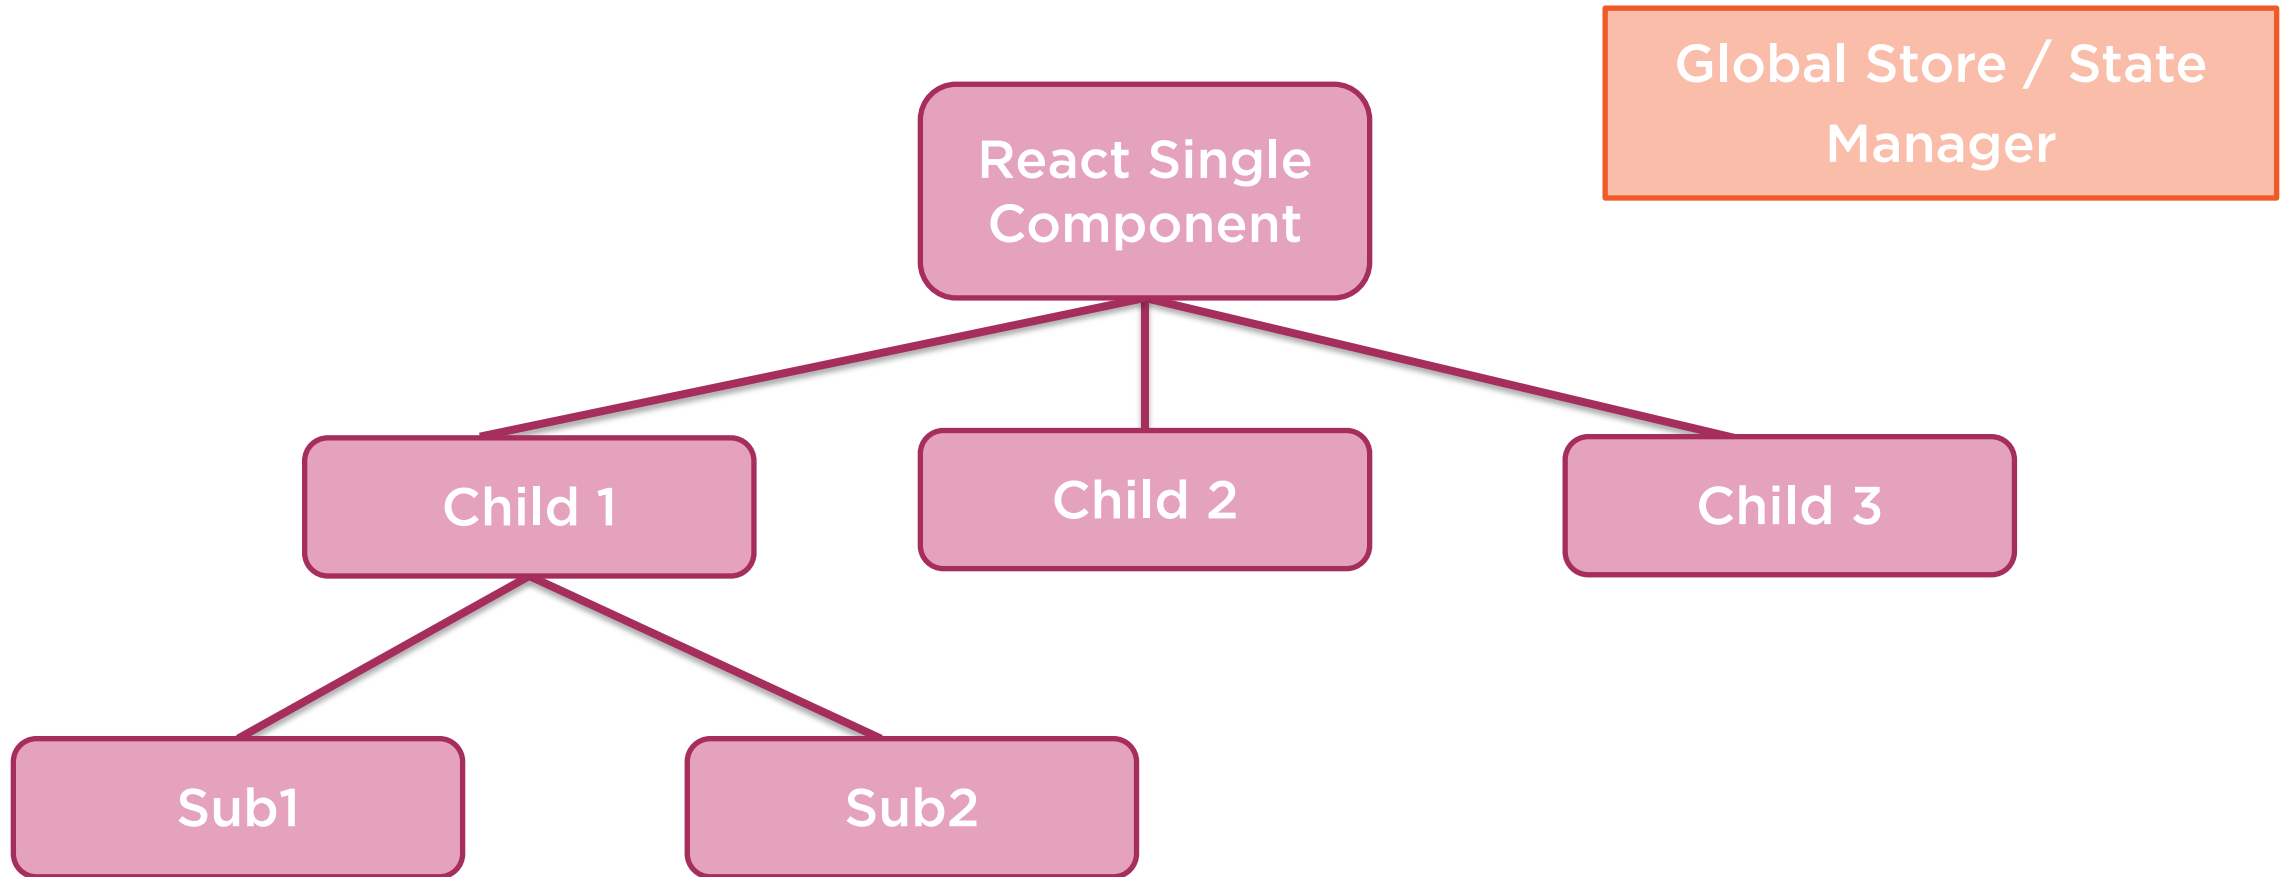 Global Store / State
Manager
React Single
Component
Child 1
Child 2
Child 3
Sub1
Sub2